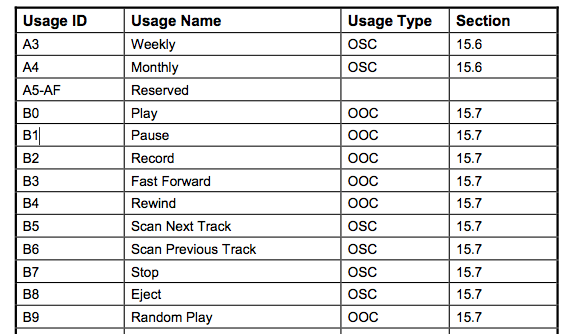 Usage ID Usage Name Usage Type Section
A3 Weekly OSC 15.6
A4 Monthly OSC 15.6
A5-AF Reserved
B0 Play OOC 15.7
B1 Pause OOC 15.7
B2 Record OOC 15.7
B3 Fast Forward OOC 15.7
B4 Rewind OOC 15.7
B5 Scan Next Track OSC 15.7
B6 Scan Previous Track OSC 15.7
B7 Stop OSC 15.7
B8 Eject OSC 15.7
B9 Random Play OOC 15.7